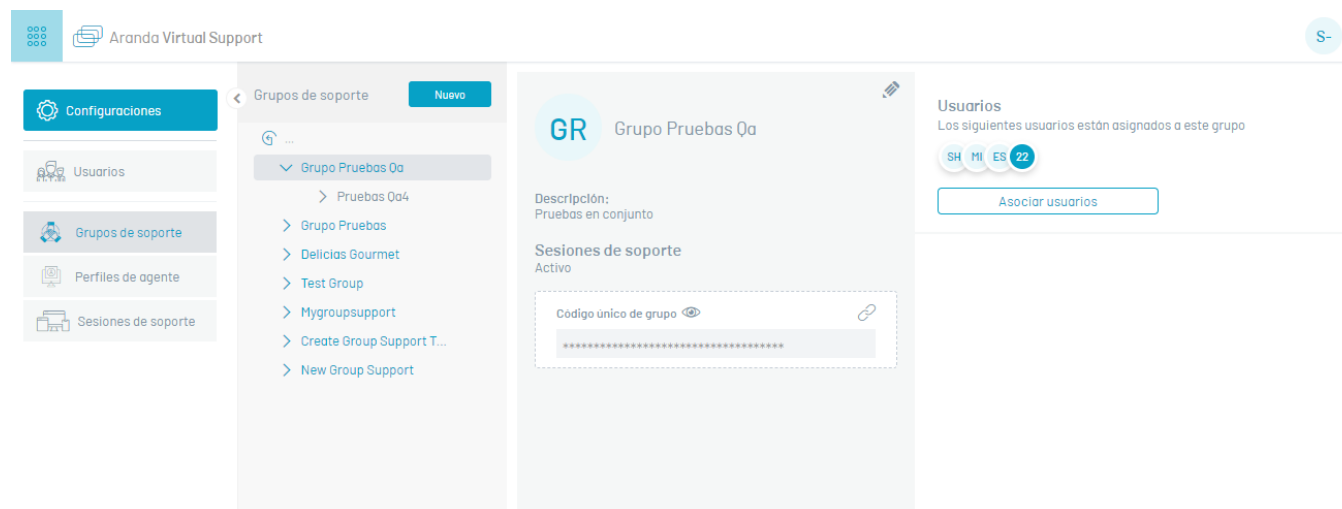 Aranda Virtual Support
S-
Configuraciones
Usuarios
Grupos de soporte
Perfiles de agente
Sesiones de soporte
Grupos de soporte
Nuevo
...
Grupo Pruebas Qa
Pruebas Qa4
Grupo Pruebas
Delicias Gourmet
Test Group
Mygroupsupport
Create Group Support T...
New Group Support
GR
Grupo Pruebas Qa
Descripción:
Pruebas en conjunto
Sesiones de soporte
Activo
Código único de grupo
************************************
Usuarios
Los siguientes usuarios están asignados a este grupo
SH MI ES 22
Asociar usuarios